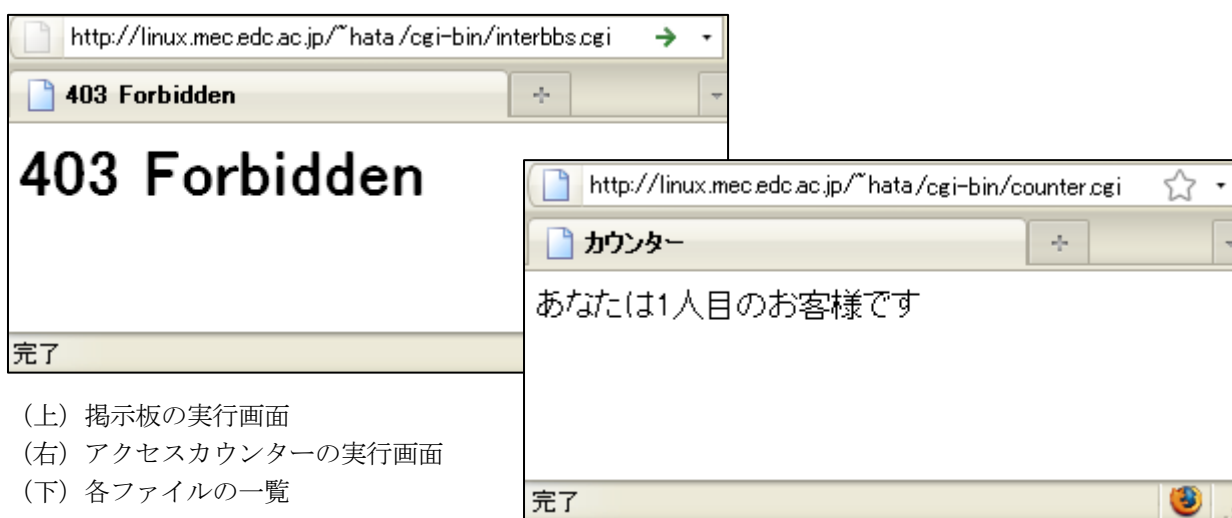 http://linux.mec.edc.ac.jp/~hata/cgi-bin/interbbs.cgi
403 Forbidden
403 Forbidden
完了
http://linux.mec.edc.ac.jp/~hata/cgi-bin/counter.cgi
カウンター
あなたは1人目のお客様です
完了
（上）掲示板の実行画面
（右）アクセスカウンターの実行画面
（下）各ファイルの一覧